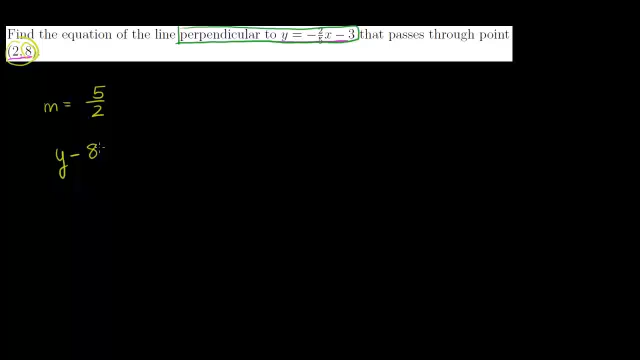 Find the equation of the line perpendicular to y = −2/5x − 3 that passes through point
(2, 8).
m = 5/2
y − 8